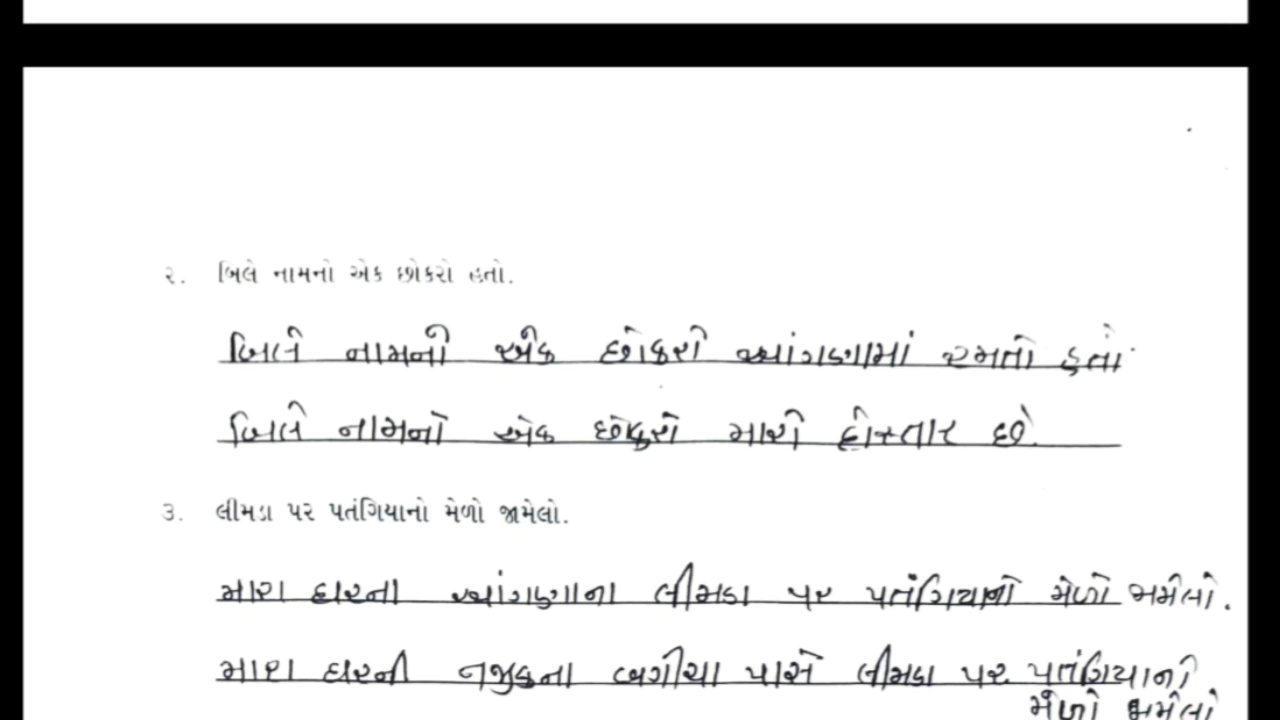 ૨. બિલે નામનો એક છોકરો હતો.
બિલે નામનો એક છોકરો આંગણામાં રમતો હતો.
બિલે નામનો એક છોકરો મારો દોસ્તાર છે.
૩. લીમડા પર પતંગિયાનો મેળો જામેલો.
મારા ઘરના આંગણાના લીમડા પર પતંગિયાનો મેળો જામેલો.
મારા ઘરની નજીકના બગીચા પાસે લીમડા પર પતંગિયાનો
મેળો જામેલો